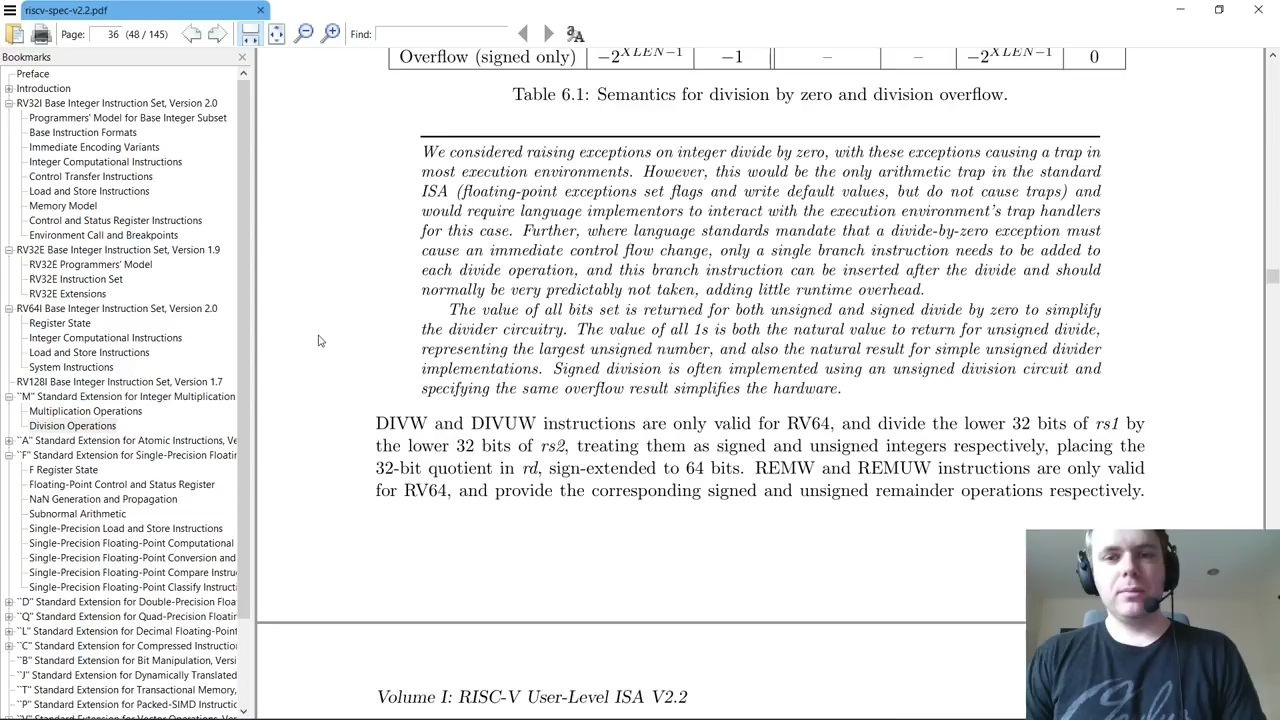 riscv-spec-v2.2.pdf
Page: 36 (48 / 145) Find:
Bookmarks
Preface
Introduction
RV32I Base Integer Instruction Set, Version 2.0
Programmers' Model for Base Integer Subset
Base Instruction Formats
Immediate Encoding Variants
Integer Computational Instructions
Control Transfer Instructions
Load and Store Instructions
Memory Model
Control and Status Register Instructions
Environment Call and Breakpoints
RV32E Base Integer Instruction Set, Version 1.9
RV32E Programmers' Model
RV32E Instruction Set
RV32E Extensions
RV64I Base Integer Instruction Set, Version 2.0
Register State
Integer Computational Instructions
Load and Store Instructions
System Instructions
RV128I Base Integer Instruction Set, Version 1.7
``M'' Standard Extension for Integer Multiplication
Multiplication Operations
Division Operations
``A'' Standard Extension for Atomic Instructions, Ve
``F'' Standard Extension for Single-Precision Floatin
F Register State
Floating-Point Control and Status Register
NaN Generation and Propagation
Subnormal Arithmetic
Single-Precision Load and Store Instructions
Single-Precision Floating-Point Computational
Single-Precision Floating-Point Conversion and
Single-Precision Floating-Point Compare Instru
Single-Precision Floating-Point Classify Instructi
``D'' Standard Extension for Double-Precision Floa
``Q'' Standard Extension for Quad-Precision Floatin
``L'' Standard Extension for Decimal Floating-Point
``C'' Standard Extension for Compressed Instruction
``B'' Standard Extension for Bit Manipulation, Versi
``J'' Standard Extension for Dynamically Translated
``T'' Standard Extension for Transactional Memory,
``P'' Standard Extension for Packed-SIMD Instructio
Overflow (signed only) −2^{XLEN−1} −1 – – −2^{XLEN−1} 0
Table 6.1: Semantics for division by zero and division overflow.
We considered raising exceptions on integer divide by zero, with these exceptions causing a trap in
most execution environments. However, this would be the only arithmetic trap in the standard
ISA (floating-point exceptions set flags and write default values, but do not cause traps) and
would require language implementors to interact with the execution environment's trap handlers
for this case. Further, where language standards mandate that a divide-by-zero exception must
cause an immediate control flow change, only a single branch instruction needs to be added to
each divide operation, and this branch instruction can be inserted after the divide and should
normally be very predictably not taken, adding little runtime overhead.
The value of all bits set is returned for both unsigned and signed divide by zero to simplify
the divider circuitry. The value of all 1s is both the natural value to return for unsigned divide,
representing the largest unsigned number, and also the natural result for simple unsigned divider
implementations. Signed division is often implemented using an unsigned division circuit and
specifying the same overflow result simplifies the hardware.
DIVW and DIVUW instructions are only valid for RV64, and divide the lower 32 bits of rs1 by
the lower 32 bits of rs2, treating them as signed and unsigned integers respectively, placing the
32-bit quotient in rd, sign-extended to 64 bits. REMW and REMUW instructions are only valid
for RV64, and provide the corresponding signed and unsigned remainder operations respectively.
Volume I: RISC-V User-Level ISA V2.2